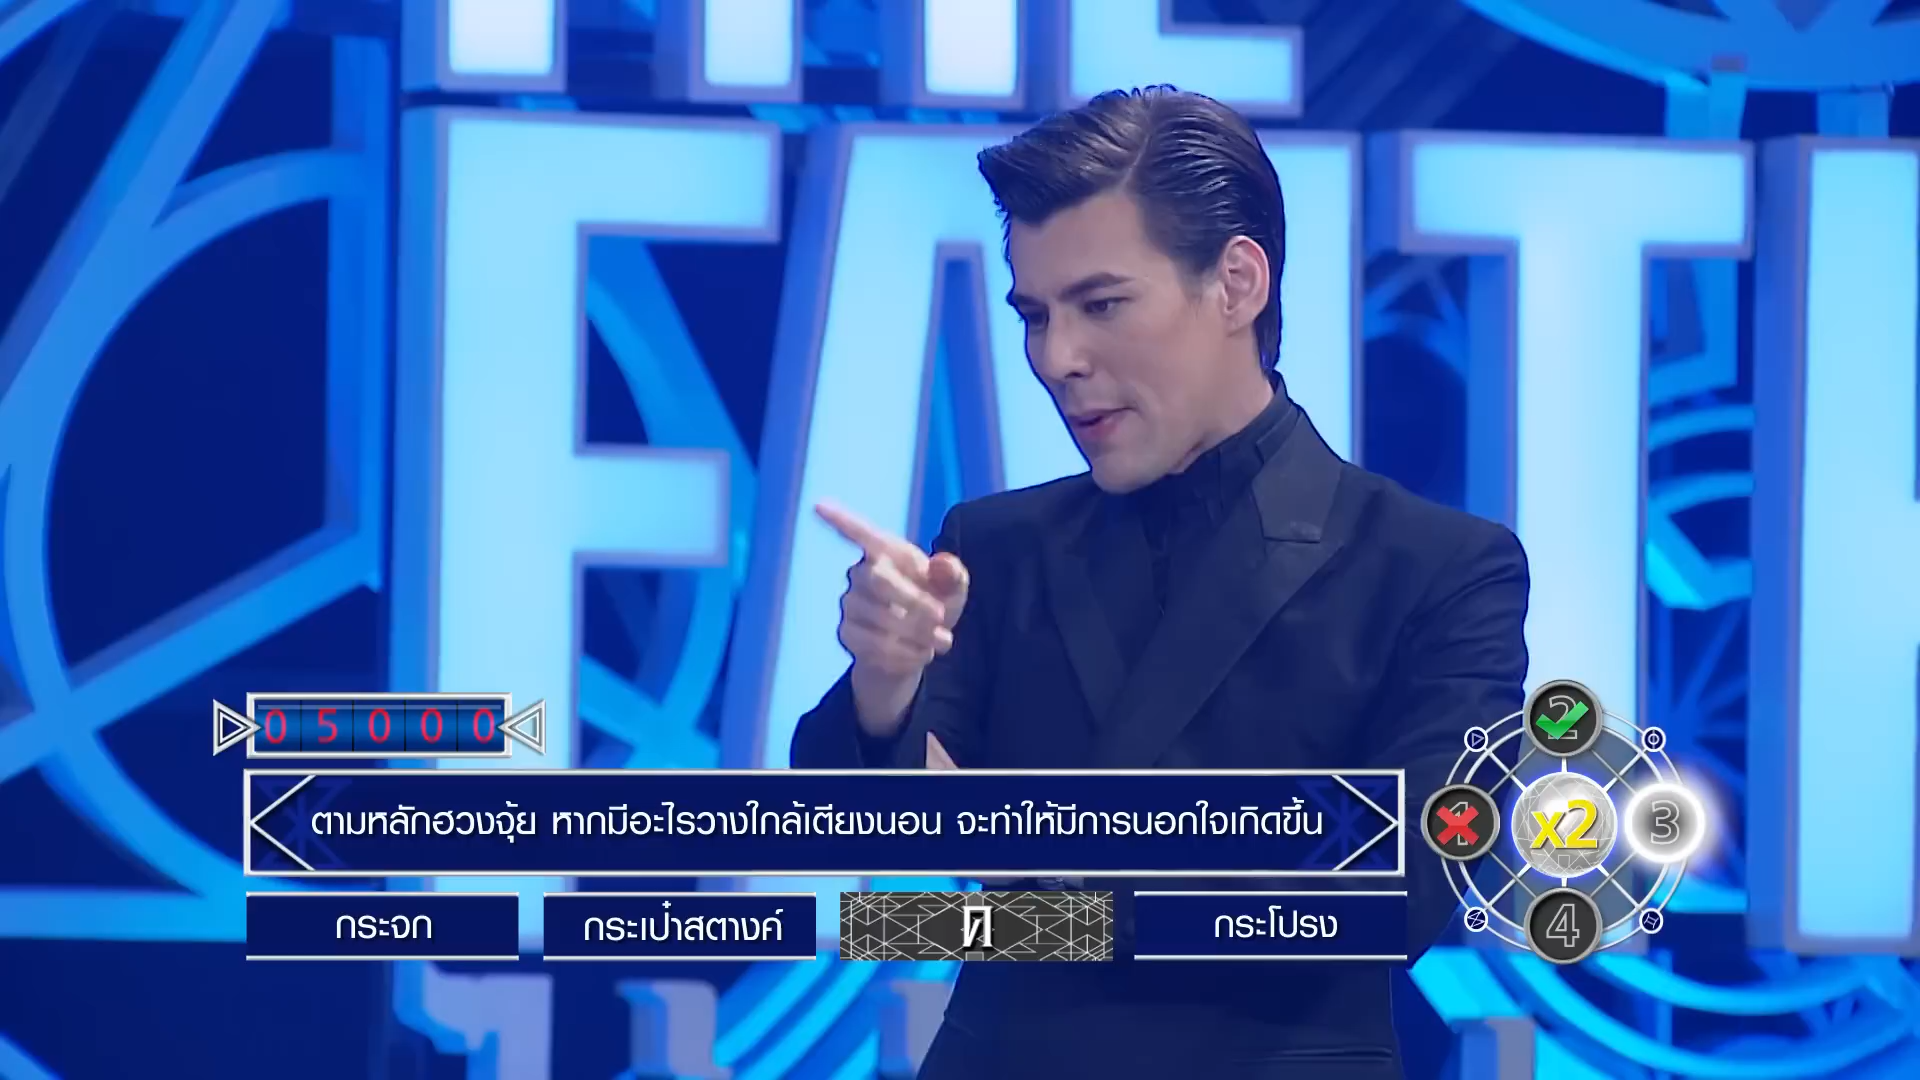 THE
FAITH
05000
ตามหลักฮวงจุ้ย หากมีอะไรวางใกล้เตียงนอน จะทำให้มีการนอกใจเกิดขึ้น
กระจก
กระเป๋าสตางค์
ค
กระโปรง
2
1
x2
3
4